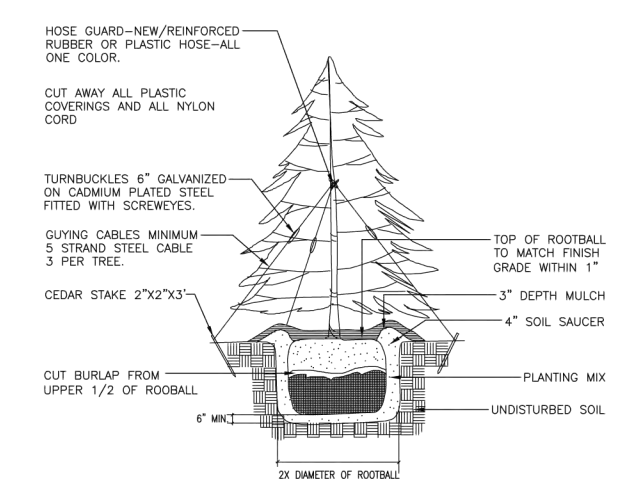 HOSE GUARD-NEW/REINFORCED
RUBBER OR PLASTIC HOSE-ALL
ONE COLOR.
CUT AWAY ALL PLASTIC
COVERINGS AND ALL NYLON
CORD
TURNBUCKLES 6" GALVANIZED
ON CADMIUM PLATED STEEL
FITTED WITH SCREWEYES.
GUYING CABLES MINIMUM
5 STRAND STEEL CABLE
3 PER TREE.
CEDAR STAKE 2"X2"X3'
CUT BURLAP FROM
UPPER 1/2 OF ROOBALL
6" MIN.
TOP OF ROOTBALL
TO MATCH FINISH
GRADE WITHIN 1"
3" DEPTH MULCH
4" SOIL SAUCER
PLANTING MIX
UNDISTURBED SOIL
2X DIAMETER OF ROOTBALL